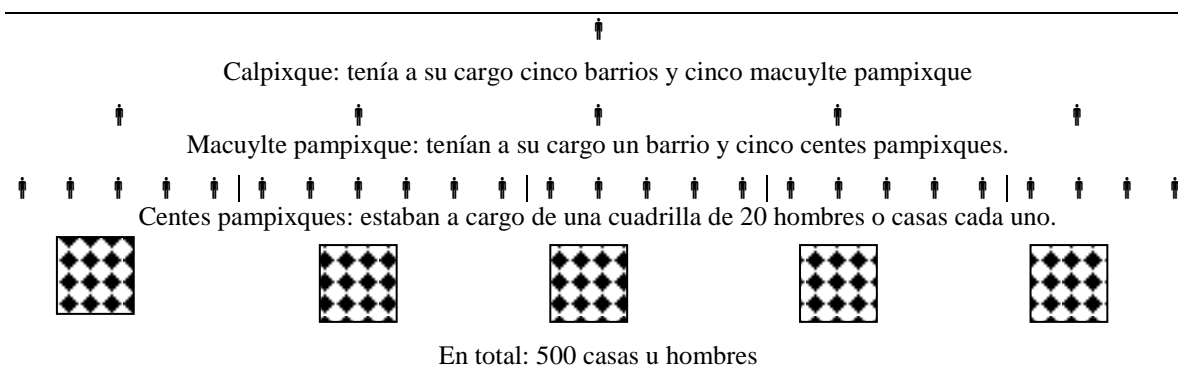 Calpixque: tenía a su cargo cinco barrios y cinco macuylte pampixque
Macuylte pampixque: tenían a su cargo un barrio y cinco centes pampixques.
Centes pampixques: estaban a cargo de una cuadrilla de 20 hombres o casas cada uno.
En total: 500 casas u hombres